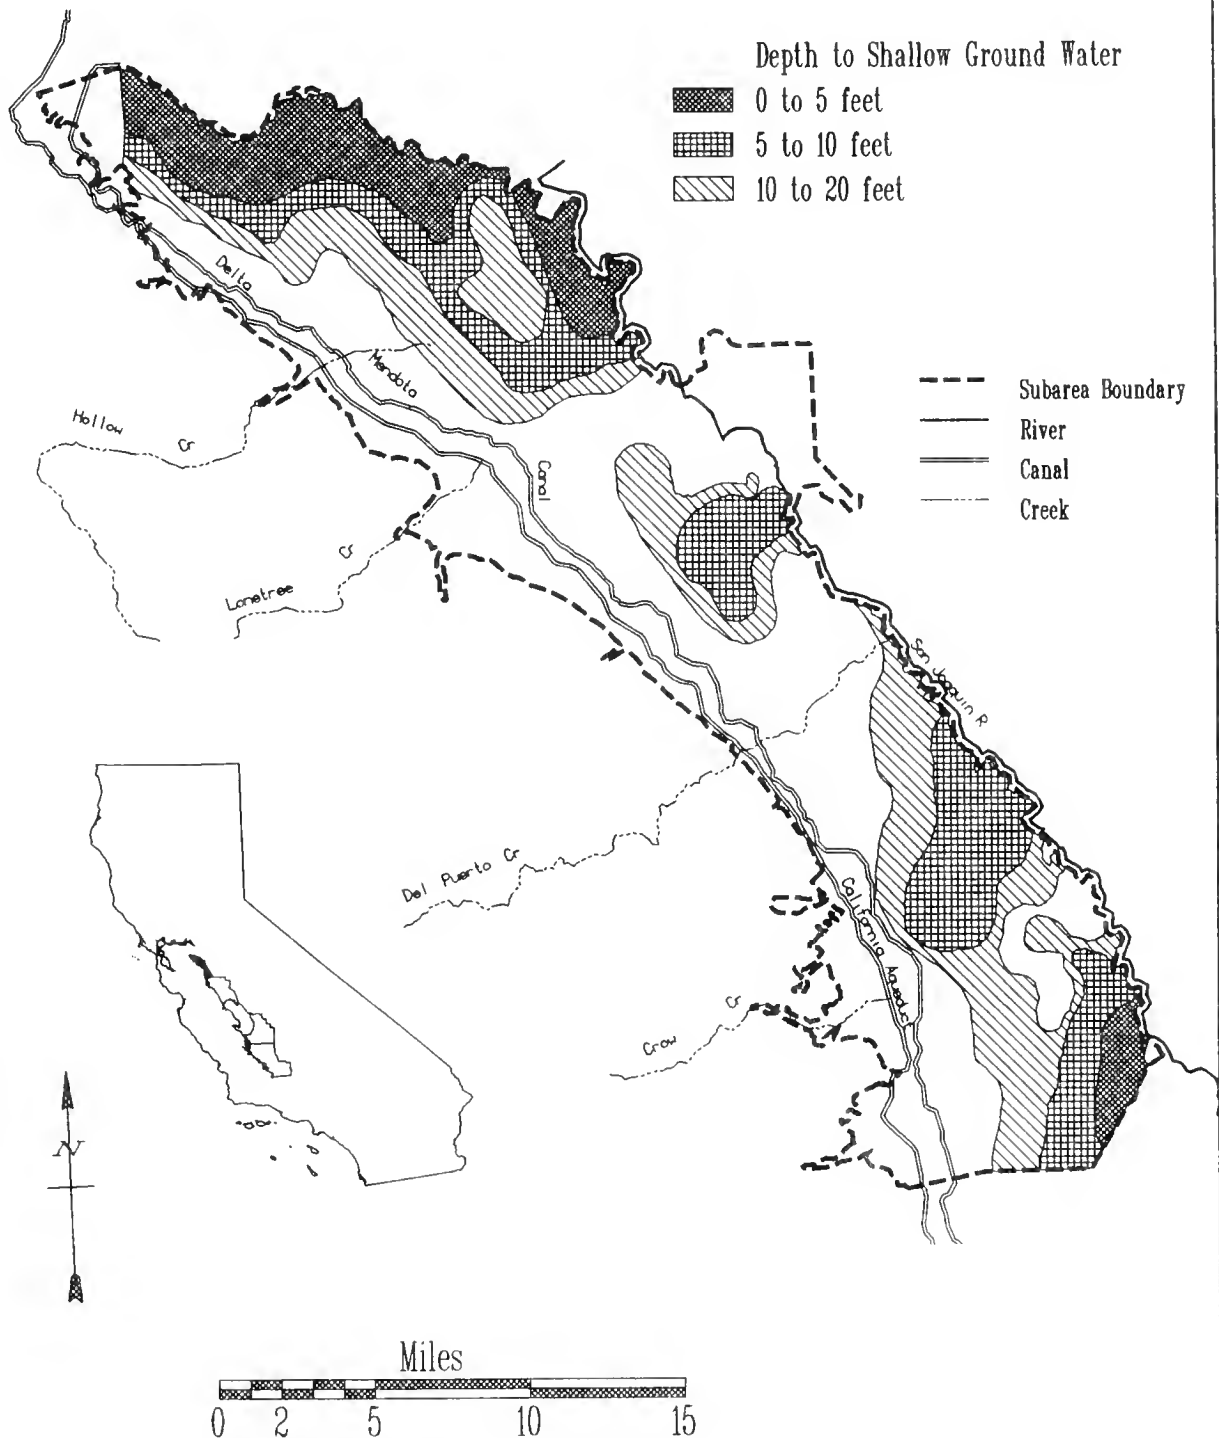 Depth to Shallow Ground Water
0 to 5 feet
5 to 10 feet
10 to 20 feet
Subarea Boundary
River
Canal
Creek
Delta
Mendota
Canal
Hollow Cr
Lonetree Cr
San Joaquin R
Del Puerto Cr
California Aqueduct
Crow Cr
N
Miles
0 2 5 10 15